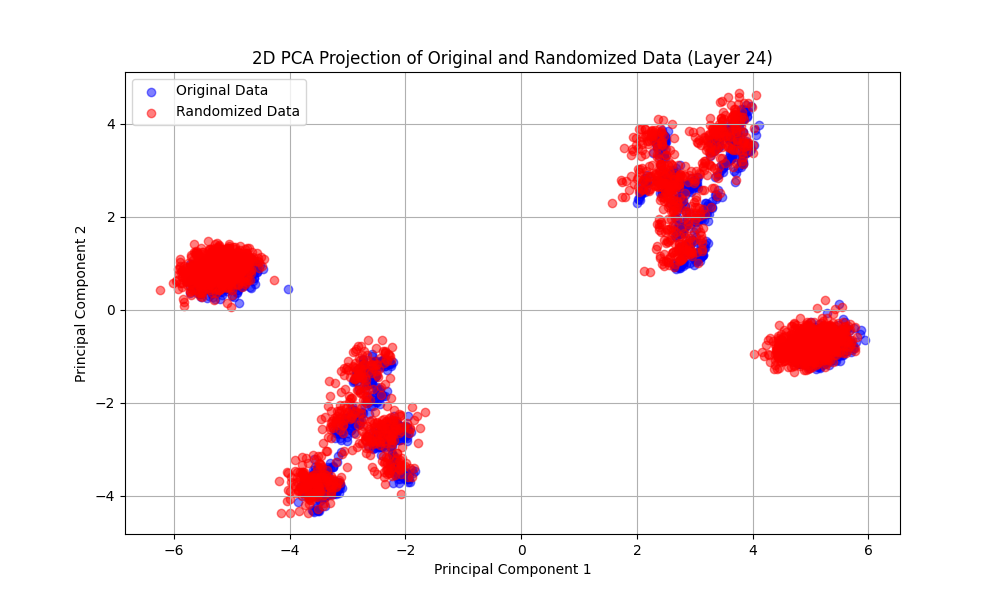 2D PCA Projection of Original and Randomized Data (Layer 24)
Original Data
Randomized Data
4
2
0
−2
−4
Principal Component 2
−6
−4
−2
0
2
4
6
Principal Component 1